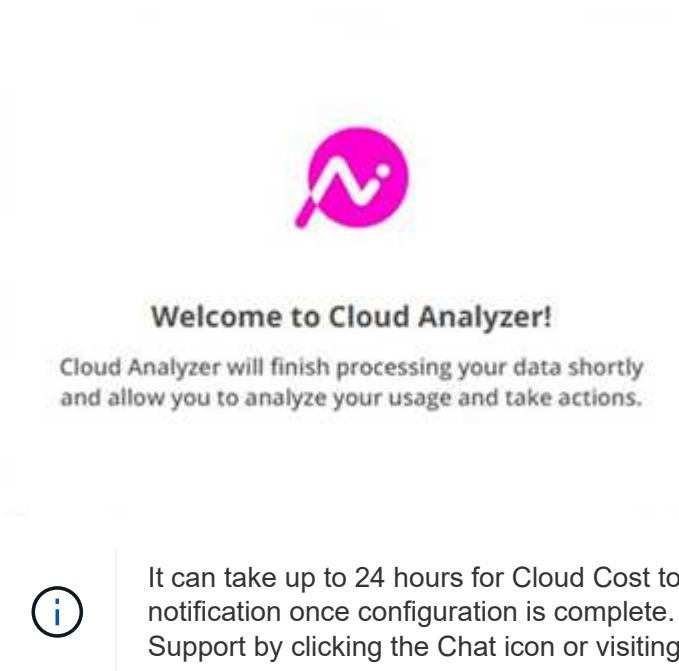 Welcome to Cloud Analyzer!
Cloud Analyzer will finish processing your data shortly
and allow you to analyze your usage and take actions.
It can take up to 24 hours for Cloud Cost to
notification once configuration is complete.
Support by clicking the Chat icon or visiting